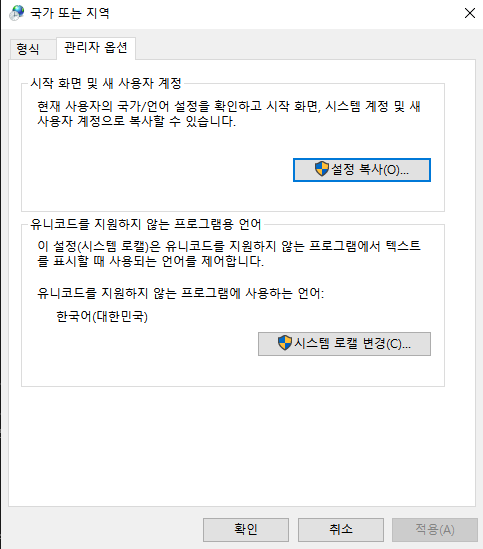 국가 또는 지역
형식
관리자 옵션
시작 화면 및 새 사용자 계정
현재 사용자의 국가/언어 설정을 확인하고 시작 화면, 시스템 계정 및 새
사용자 계정으로 복사할 수 있습니다.
설정 복사(O)...
유니코드를 지원하지 않는 프로그램용 언어
이 설정(시스템 로캘)은 유니코드를 지원하지 않는 프로그램에서 텍스트
를 표시할 때 사용되는 언어를 제어합니다.
유니코드를 지원하지 않는 프로그램에 사용하는 언어:
한국어(대한민국)
시스템 로캘 변경(C)...
확인
취소
적용(A)